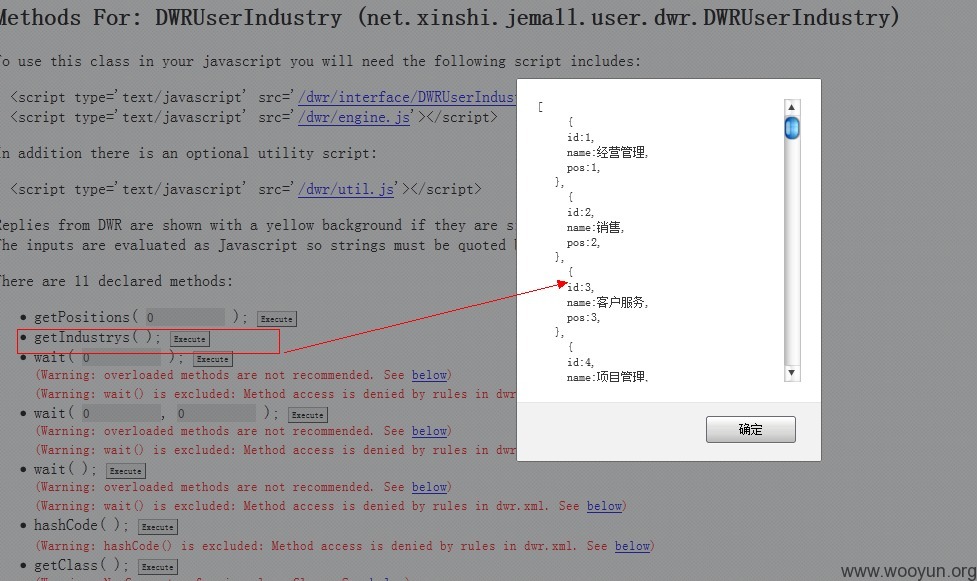 Methods For: DWRUserIndustry (net.xinshi.jemall.user.dwr.DWRUserIndustry)
To use this class in your javascript you will need the following script includes:
<script type='text/javascript' src='/dwr/interface/DWRUserIndust
<script type='text/javascript' src='/dwr/engine.js'></script>
In addition there is an optional utility script:
<script type='text/javascript' src='/dwr/util.js'></script>
Replies from DWR are shown with a yellow background if they are s
The inputs are evaluated as Javascript so strings must be quoted
There are 11 declared methods:
• getPositions( 0 ); Execute
• getIndustrys( ); Execute
• wait( 0 ); Execute
(Warning: overloaded methods are not recommended. See below)
(Warning: wait() is excluded: Method access is denied by rules in dwr
• wait( 0 , 0 ); Execute
(Warning: overloaded methods are not recommended. See below)
(Warning: wait() is excluded: Method access is denied by rules in dwr
• wait( ); Execute
(Warning: overloaded methods are not recommended. See below)
(Warning: wait() is excluded: Method access is denied by rules in dwr.xml. See below)
• hashCode( ); Execute
(Warning: hashCode() is excluded: Method access is denied by rules in dwr.xml. See below)
• getClass( ); Execute
[
{
id:1,
name:经营管理,
pos:1,
},
{
id:2,
name:销售,
pos:2,
},
{
id:3,
name:客户服务,
pos:3,
},
{
id:4,
name:项目管理,
确定
www.wooyun.org